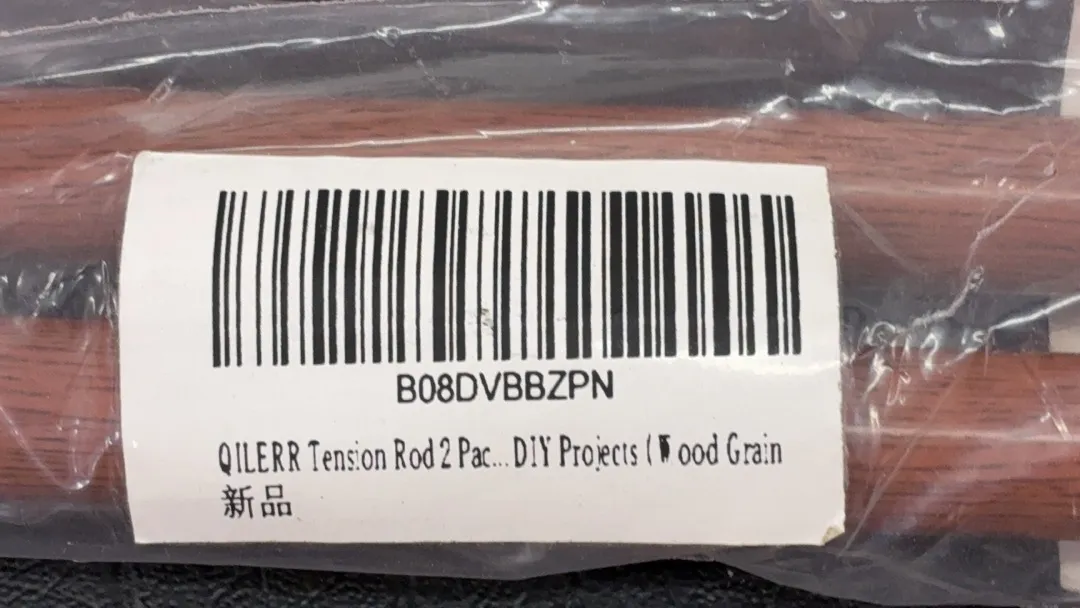 B08DVBBZPN
QILERR Tension Rod 2 Pac... DIY Projects (Wood Grain
新品